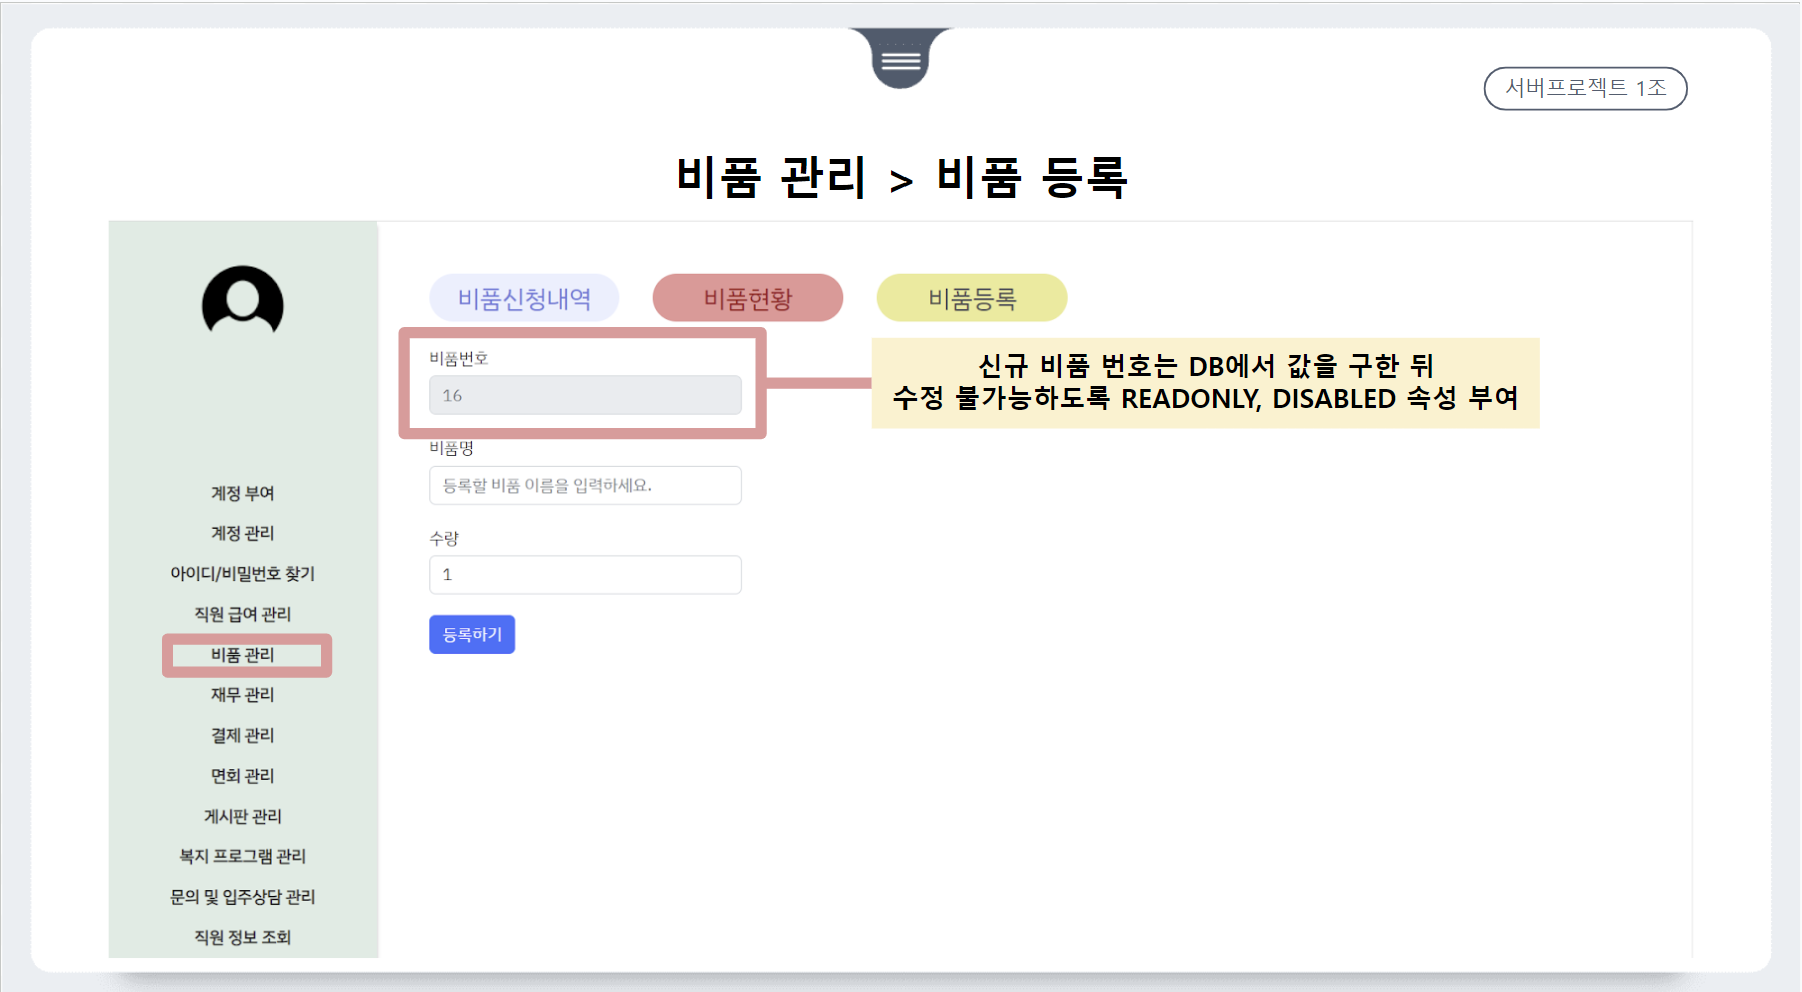 서버프로젝트 1조
비품 관리 > 비품 등록
비품신청내역
비품현황
비품등록
비품번호
16
신규 비품 번호는 DB에서 값을 구한 뒤
수정 불가능하도록 READONLY, DISABLED 속성 부여
비품명
등록할 비품 이름을 입력하세요.
수량
1
등록하기
계정 부여
계정 관리
아이디/비밀번호 찾기
직원 급여 관리
비품 관리
재무 관리
결제 관리
면회 관리
게시판 관리
복지 프로그램 관리
문의 및 입주상담 관리
직원 정보 조회